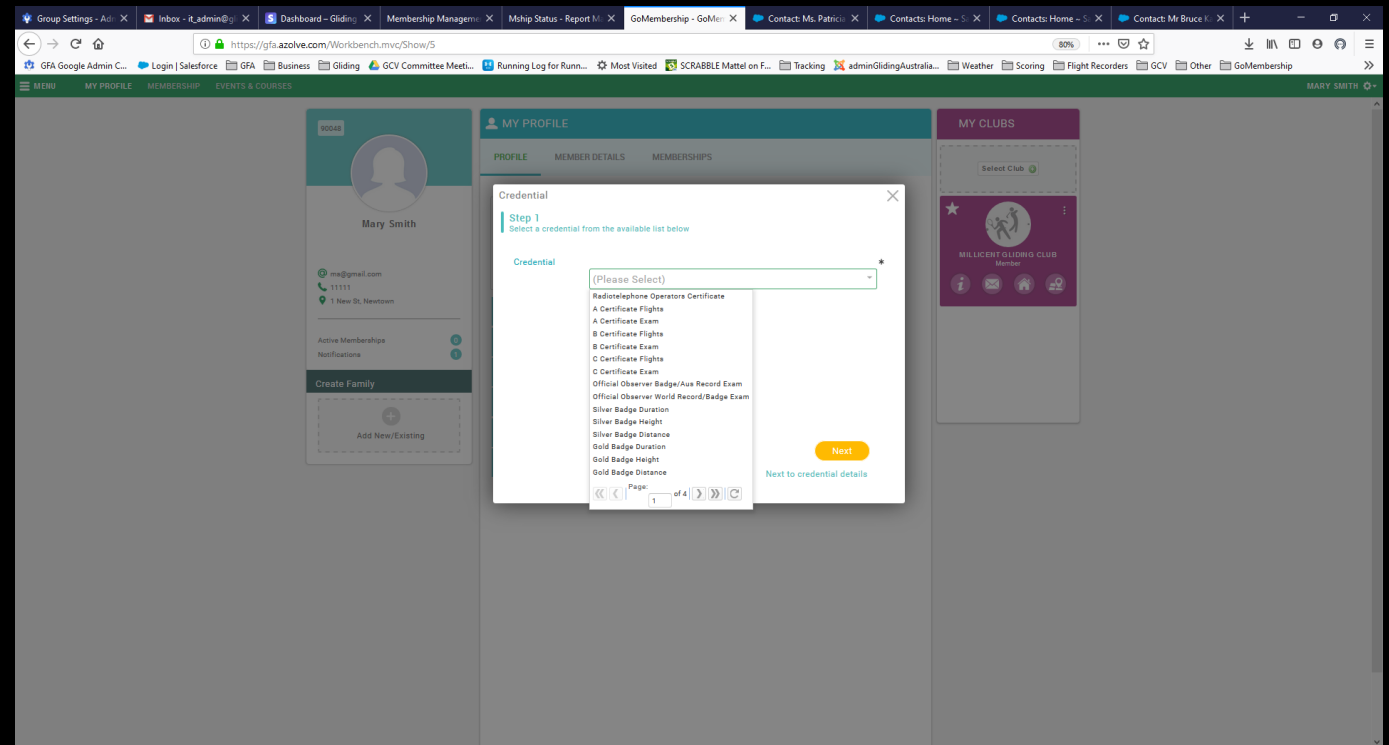 Group Settings - Adm
Inbox - it_admin@gl
Dashboard – Gliding
Membership Manageme
Mship Status - Report M
GoMembership - GoMem
Contact: Ms. Patricia
Contacts: Home ~ Sa
Contacts: Home ~ Sa
Contact: Mr Bruce K
https://gfa.azolve.com/Workbench.mvc/Show/5
80%
GFA Google Admin C...
Login | Salesforce
GFA
Business
Gliding
GCV Committee Meeti...
Running Log for Runn...
Most Visited
SCRABBLE Mattel on F...
Tracking
adminGlidingAustralia...
Weather
Scoring
Flight Recorders
GCV
Other
GoMembership
MENU
MY PROFILE
MEMBERSHIP
EVENTS & COURSES
MARY SMITH
90048
Mary Smith
ms@gmail.com
11111
1 New St, Newtown
Active Memberships
0
Notifications
1
Create Family
Add New/Existing
MY PROFILE
PROFILE
MEMBER DETAILS
MEMBERSHIPS
Credential
Step 1
Select a credential from the available list below
Credential
*
(Please Select)
Radiotelephone Operators Certificate
A Certificate Flights
A Certificate Exam
B Certificate Flights
B Certificate Exam
C Certificate Flights
C Certificate Exam
Official Observer Badge/Aus Record Exam
Official Observer World Record/Badge Exam
Silver Badge Duration
Silver Badge Height
Silver Badge Distance
Gold Badge Duration
Gold Badge Height
Gold Badge Distance
Page:
1
of 4
Next
Next to credential details
MY CLUBS
Select Club
MILLICENT GLIDING CLUB
Member